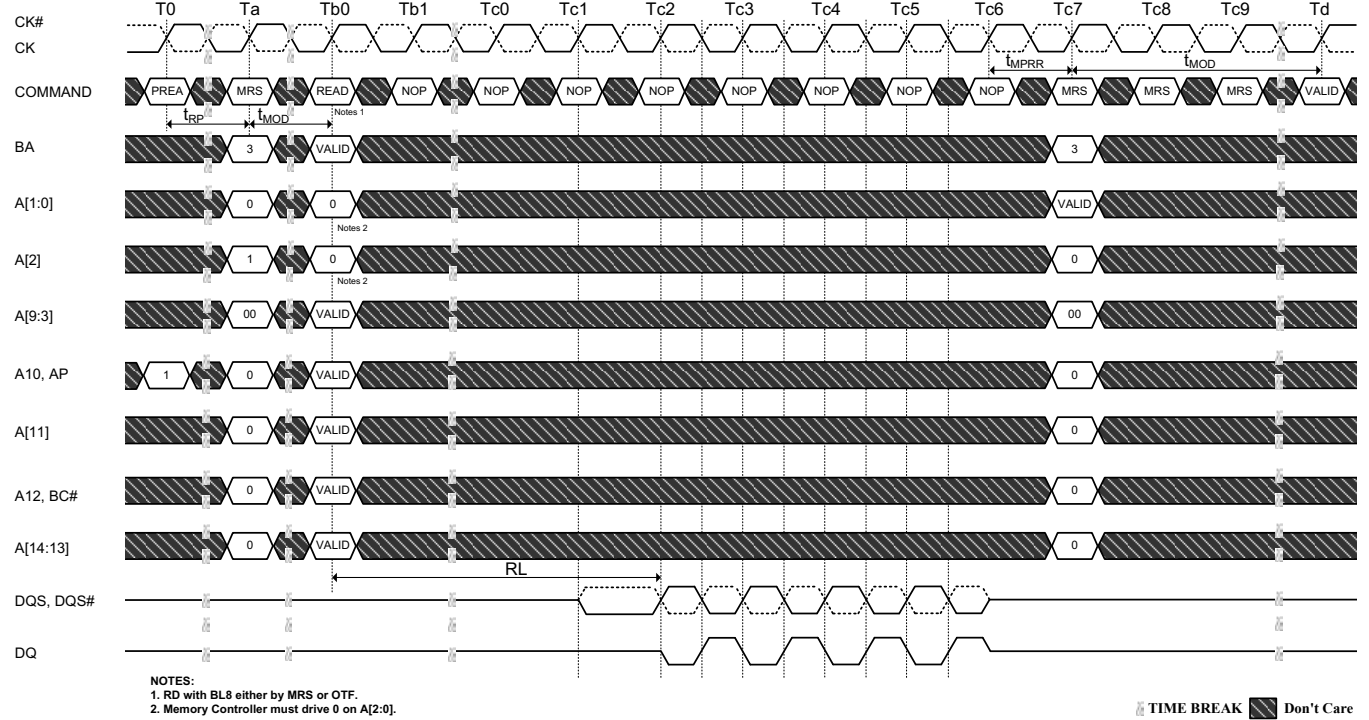 T0 Ta Tb0 Tb1 Tc0 Tc1 Tc2 Tc3 Tc4 Tc5 Tc6 Tc7 Tc8 Tc9 Td
CK#
CK
tMPRR tMOD
COMMAND PREA MRS READ NOP NOP NOP NOP NOP NOP NOP NOP MRS MRS MRS VALID
tRP tMOD Notes 1
BA 3 VALID 3
A[1:0] 0 0 VALID
Notes 2
A[2] 1 0 0
Notes 2
A[9:3] 00 VALID 00
A10, AP 1 0 VALID 0
A[11] 0 VALID 0
A12, BC# 0 VALID 0
A[14:13] 0 VALID 0
RL
DQS, DQS#
DQ
NOTES:
1. RD with BL8 either by MRS or OTF.
2. Memory Controller must drive 0 on A[2:0].
TIME BREAK Don't Care